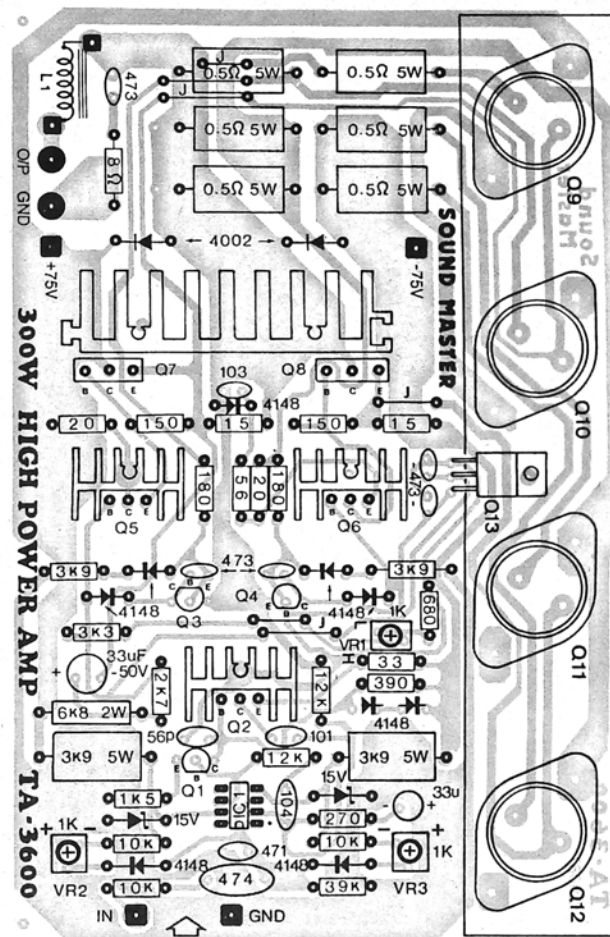 L1
473
J
0.5Ω 5W
0.5Ω 5W
J
0.5Ω 5W
0.5Ω 5W
0.5Ω 5W
0.5Ω 5W
O/P
GND
8Ω
+75V
4002
-75V
SOUND MASTER
Q9
Sound
Q7
103
Q8
B C E
B C E
4148
J
20
150
15
150
15
Q10
180
56
20
180
-473-
B C E
B C E
Q5
Q6
Q13
300W HIGH POWER AMP TA-3600
3K9
473
3K9
4148
C B E
Q3
Q4
E B C
4148
1K
680
3K3
J
VR1
33uF
-50V
+
2K7
12K
H
33
390
B C E
Q2
4148
Q11
6K8 2W
56P
101
3K9 5W
E B C
Q1
12K
3K9 5W
1K5
15V
IC1
104
15V
270
33u
- +
+ 1K -
10K
4148
10K
VR2
471
474
10K
4148
39K
- +
1K
VR3
Q12
TA-3600
IN
GND